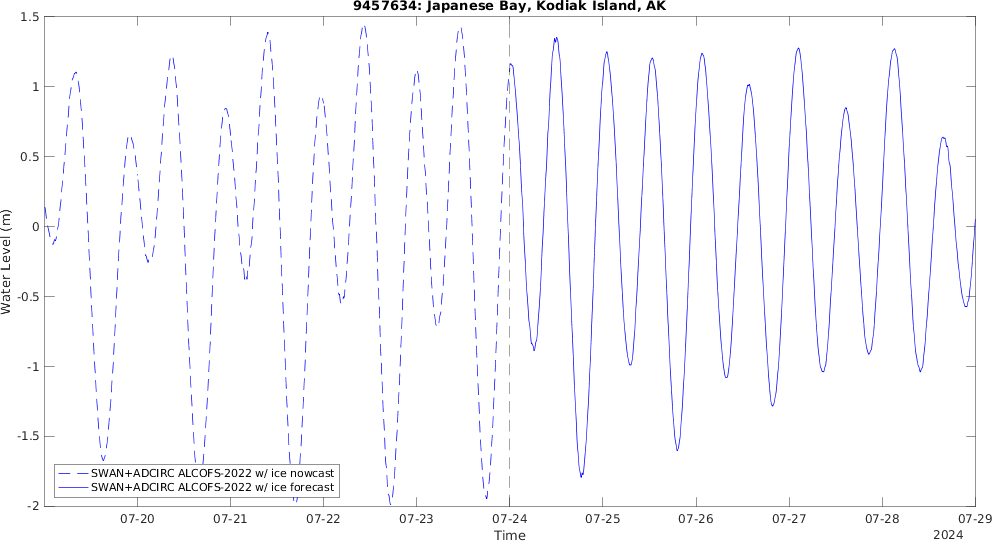 9457634: Japanese Bay, Kodiak Island, AK
1.5
1
0.5
0
-0.5
-1
-1.5
-2
Water Level (m)
SWAN+ADCIRC ALCOFS-2022 w/ ice nowcast
SWAN+ADCIRC ALCOFS-2022 w/ ice forecast
07-20 07-21 07-22 07-23 07-24 07-25 07-26 07-27 07-28 07-29
Time
2024